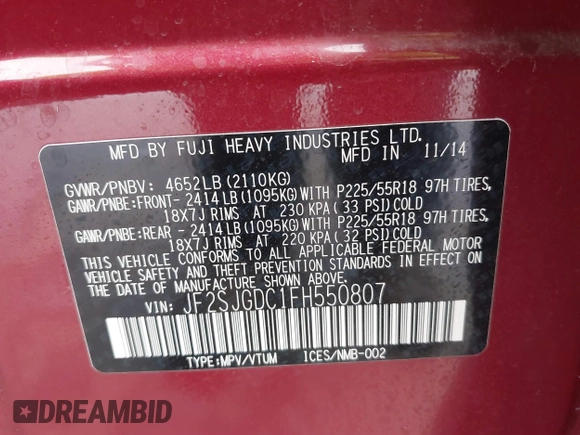 MFD BY FUJI HEAVY INDUSTRIES LTD.
MFD IN 11/14
GVWR/PNBV: 4652LB (2110KG)
GAWR/PNBE:FRONT- 2414LB(1095KG)WITH P225/55R18 97H TIRES,
18X7J RIMS AT 230 KPA (33 PSI)COLD
GAWR/PNBE:REAR - 2414LB(1095KG)WITH P225/55R18 97H TIRES,
18X7J RIMS AT 220 KPA (32 PSI)COLD
THIS VEHICLE CONFORMS TO ALL APPLICABLE FEDERAL MOTOR
VEHICLE SAFETY AND THEFT PREVENTION STANDARDS IN EFFECT
ON THE DATE OF MANUFACTURE SHOWN ABOVE.
VIN: JF2SJGDC1FH550807
TYPE:MPV/VTUM ICES/NMB-002
DREAMBID